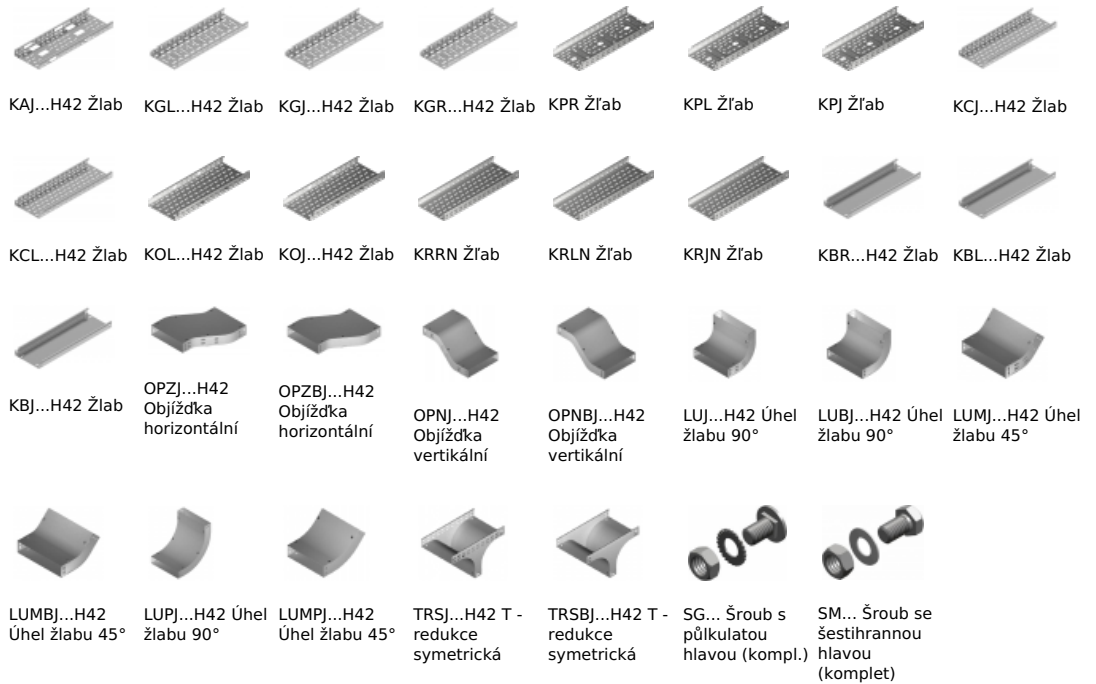 KAJ...H42 Žlab
KGL...H42 Žlab
KGJ...H42 Žlab
KGR...H42 Žlab
KPR Žľab
KPL Žľab
KPJ Žľab
KCJ...H42 Žlab
KCL...H42 Žlab
KOL...H42 Žlab
KOJ...H42 Žlab
KRRN Žľab
KRLN Žľab
KRJN Žľab
KBR...H42 Žlab
KBL...H42 Žlab
KBJ...H42 Žlab
OPZJ...H42
Objížďka
horizontální
OPZBJ...H42
Objížďka
horizontální
OPNJ...H42
Objížďka
vertikální
OPNBJ...H42
Objížďka
vertikální
LUJ...H42 Úhel
žlabu 90°
LUBJ...H42 Úhel
žlabu 90°
LUMJ...H42 Úhel
žlabu 45°
LUMBJ...H42
Úhel žlabu 45°
LUPJ...H42 Úhel
žlabu 90°
LUMPJ...H42
Úhel žlabu 45°
TRSJ...H42 T -
redukce
symetrická
TRSBJ...H42 T -
redukce
symetrická
SG... Šroub s
půlkulatou
hlavou (kompl.)
SM... Šroub se
šestihrannou
hlavou
(komplet)